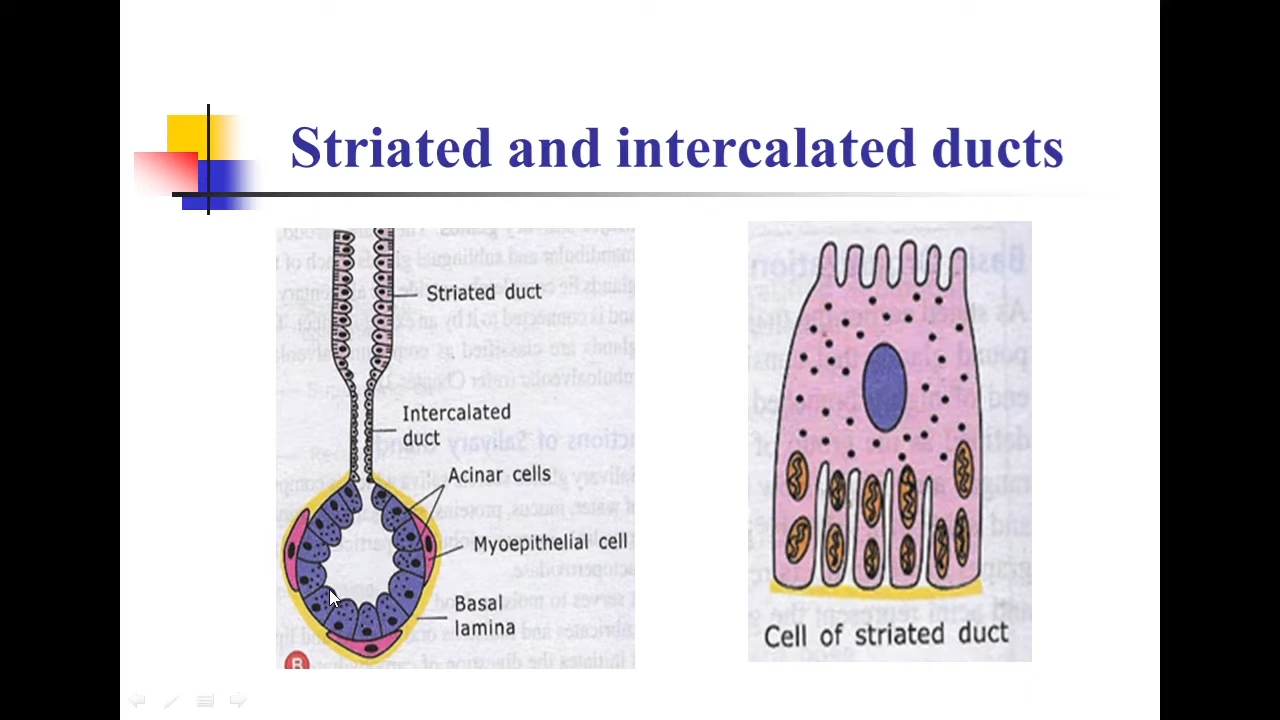 Striated and intercalated ducts
Striated duct
Intercalated
duct
Acinar cells
Myoepithelial cell
Basal
lamina
B
Cell of striated duct